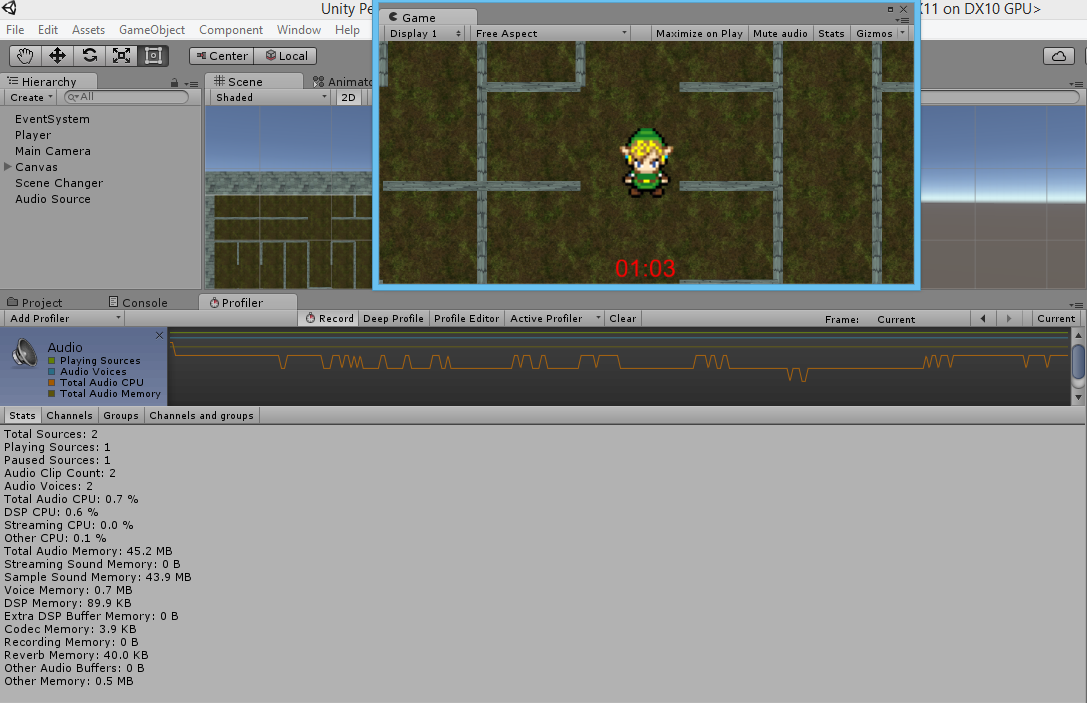 Unity Pe
X11 on DX10 GPU>
File Edit Assets GameObject Component Window Help
Game
Display 1 Free Aspect Maximize on Play Mute audio Stats Gizmos
Center Local
Hierarchy
Create All
Scene Animato
Shaded 2D
EventSystem
Player
Main Camera
Canvas
Scene Changer
Audio Source
01:03
Project Console Profiler
Add Profiler Record Deep Profile Profile Editor Active Profiler Clear Frame: Current Current
Audio
Playing Sources
Audio Voices
Total Audio CPU
Total Audio Memory
Stats Channels Groups Channels and groups
Total Sources: 2
Playing Sources: 1
Paused Sources: 1
Audio Clip Count: 2
Audio Voices: 2
Total Audio CPU: 0.7 %
DSP CPU: 0.6 %
Streaming CPU: 0.0 %
Other CPU: 0.1 %
Total Audio Memory: 45.2 MB
Streaming Sound Memory: 0 B
Sample Sound Memory: 43.9 MB
Voice Memory: 0.7 MB
DSP Memory: 89.9 KB
Extra DSP Buffer Memory: 0 B
Codec Memory: 3.9 KB
Recording Memory: 0 B
Reverb Memory: 40.0 KB
Other Audio Buffers: 0 B
Other Memory: 0.5 MB